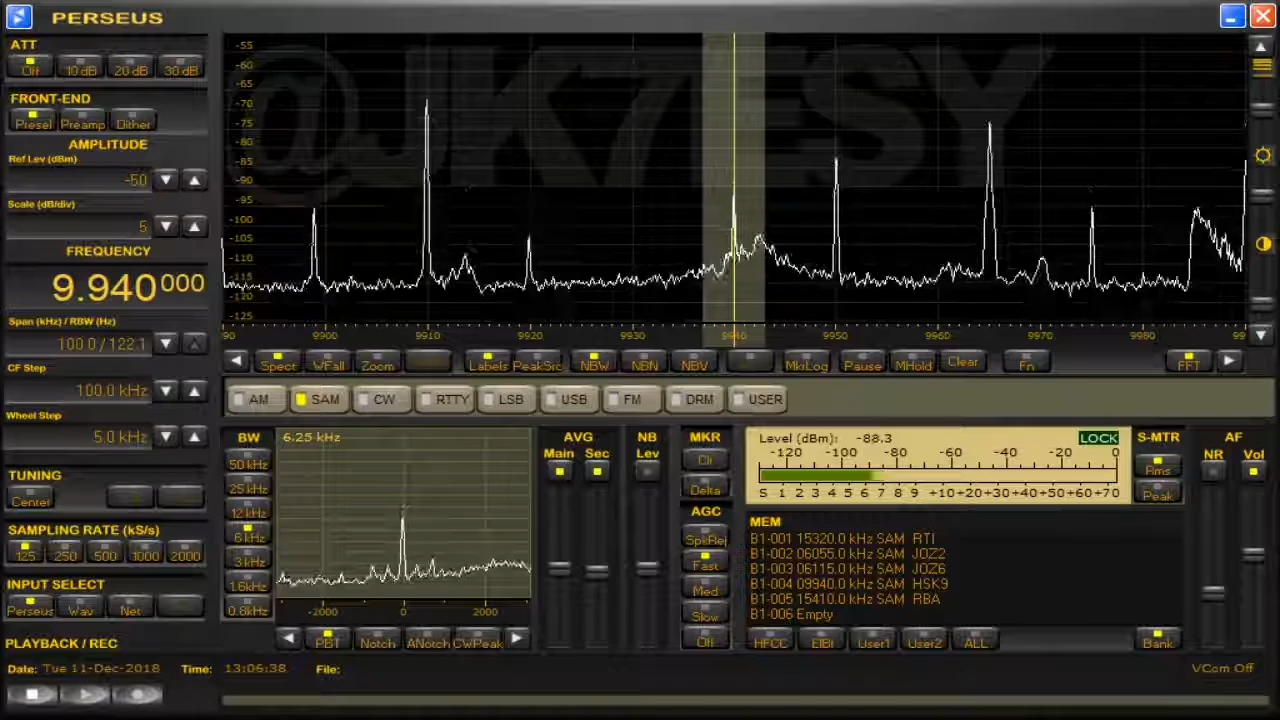 PERSEUS
ATT
Off 10 dB 20 dB 30 dB
FRONT-END
Presel Preamp Dither
AMPLITUDE
Ref Lev (dBm)
-50
Scale (dB/div)
5
FREQUENCY
9.940000
Span (kHz) / RBW (Hz)
100.0 / 122.1
CF Step
100.0 kHz
Wheel Step
5.0 kHz
TUNING
Center
SAMPLING RATE (kS/s)
125 250 500 1000 2000
INPUT SELECT
Perseus Wav Net
PLAYBACK / REC
@JK7ESY
-55
-60
-65
-70
-75
-80
-85
-90
-95
-100
-105
-110
-115
-120
-125
90 9900 9910 9920 9930 9940 9950 9960 9970 9980 99
Spect WFall Zoom Labels PeakSrc NBW NBN NBV MkrLog Pause MHold Clear Fn FFT
AM SAM CW RTTY LSB USB FM DRM USER
BW
50 kHz
25 kHz
12 kHz
6 kHz
3 kHz
1.6kHz
0.8kHz
6.25 kHz
-2000 0 2000
PBT Notch ANotch CWPeak
AVG
Main Sec
NB
Lev
MKR
Clr
Delta
AGC
SpkRej
Fast
Med
Slow
Off
Level (dBm): -88.3 LOCK
-120 -100 -80 -60 -40 -20 0
S 1 2 3 4 5 6 7 8 9 +10+20+30+40+50+60+70
S-MTR
Rms
Peak
AF
NR Vol
MEM
B1-001 15320.0 kHz SAM RTI
B1-002 06055.0 kHz SAM JOZ2
B1-003 06115.0 kHz SAM JOZ6
B1-004 09940.0 kHz SAM HSK9
B1-005 15410.0 kHz SAM RBA
B1-006 Empty
HFCC EIBI User1 User2 ALL Bank
Date: Tue 11-Dec-2018 Time: 13:06:38 File: VCom Off